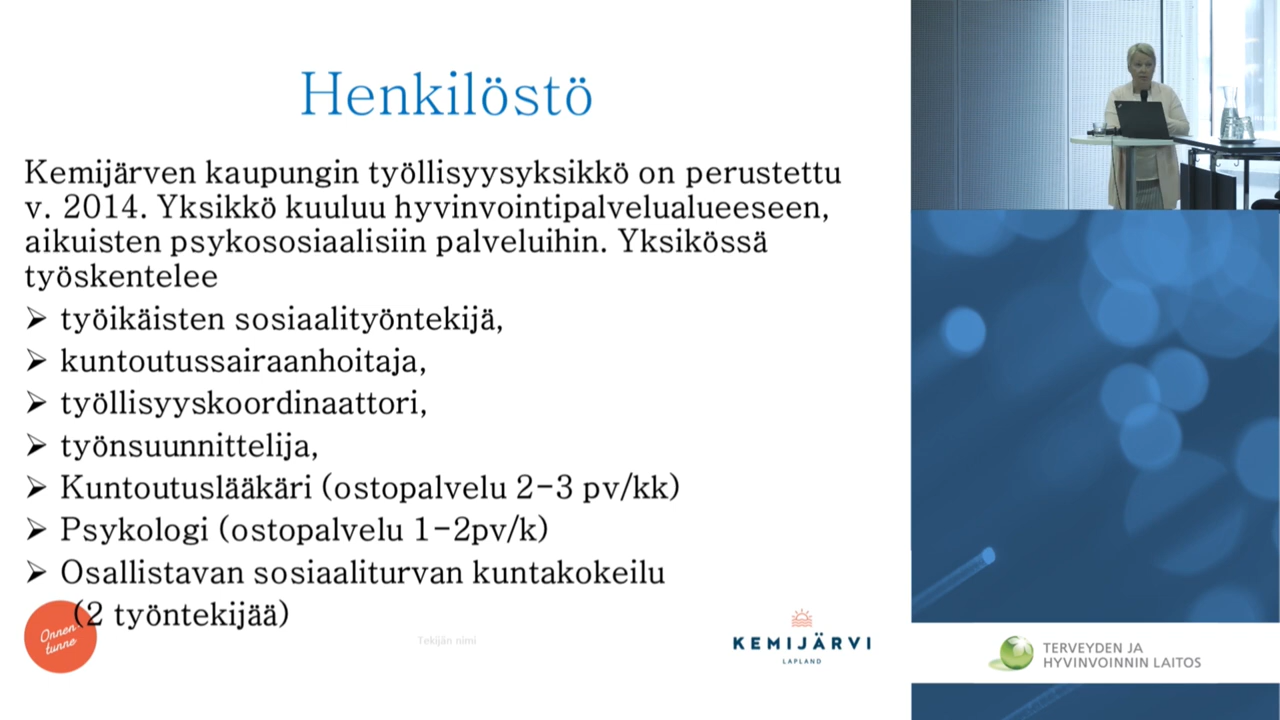 Henkilöstö
Kemijärven kaupungin työllisyysyksikkö on perustettu
v. 2014. Yksikkö kuuluu hyvinvointipalvelualueeseen,
aikuisten psykososiaalisiin palveluihin. Yksikössä
työskentelee
työikäisten sosiaalityöntekijä,
kuntoutussairaanhoitaja,
työllisyyskoordinaattori,
työnsuunnittelija,
Kuntoutuslääkäri (ostopalvelu 2-3 pv/kk)
Psykologi (ostopalvelu 1-2pv/k)
Osallistavan sosiaaliturvan kuntakokeilu
(2 työntekijää)
Onnen
tunne
Tekijän nimi
KEMIJÄRVI
LAPLAND
TERVEYDEN JA
HYVINVOINNIN LAITOS